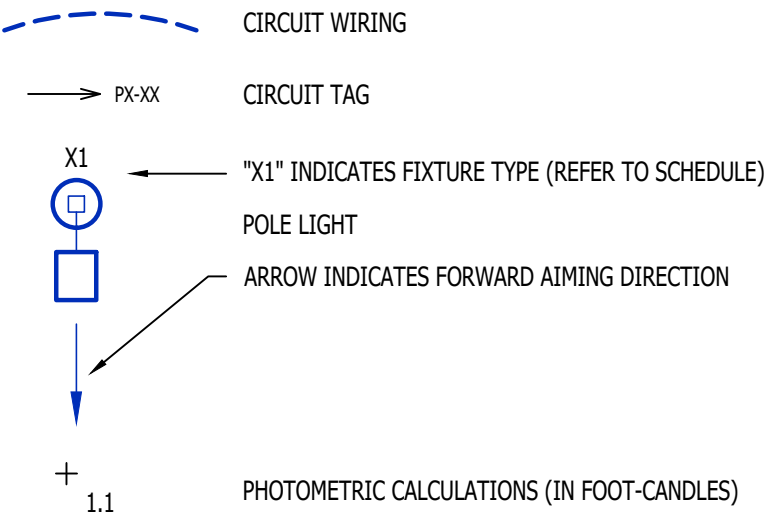 CIRCUIT WIRING
PX-XX CIRCUIT TAG
X1
"X1" INDICATES FIXTURE TYPE (REFER TO SCHEDULE)
POLE LIGHT
ARROW INDICATES FORWARD AIMING DIRECTION
1.1 PHOTOMETRIC CALCULATIONS (IN FOOT-CANDLES)